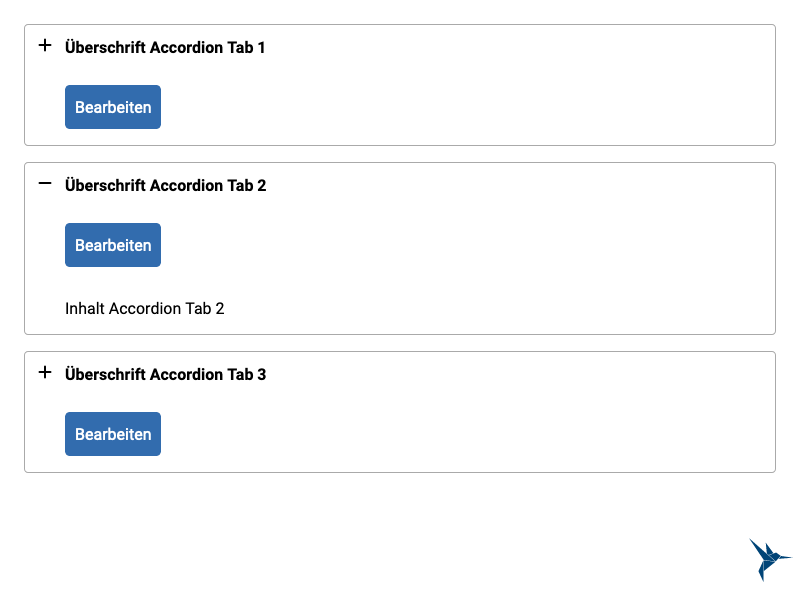 Überschrift Accordion Tab 1
Bearbeiten
Überschrift Accordion Tab 2
Bearbeiten
Inhalt Accordion Tab 2
Überschrift Accordion Tab 3
Bearbeiten